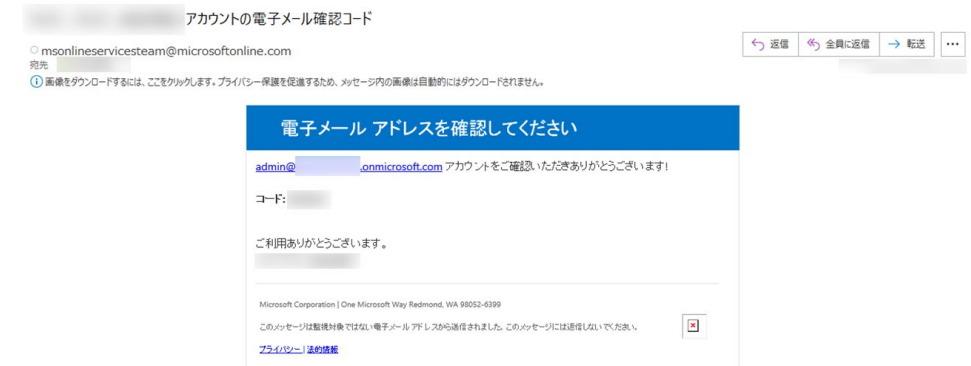 アカウントの電子メール確認コード
msonlineservicesteam@microsoftonline.com
宛先
返信 全員に返信 転送
画像をダウンロードするには、ここをクリックします。プライバシー保護を促進するため、メッセージ内の画像は自動的にはダウンロードされません。
電子メール アドレスを確認してください
admin@ .onmicrosoft.com アカウントをご確認いただきありがとうございます!
コード:
ご利用ありがとうございます。
Microsoft Corporation | One Microsoft Way Redmond, WA 98052-6399
このメッセージは監視対象ではない電子メール アドレスから送信されました。このメッセージには返信しないでください。
プライバシー | 法的情報